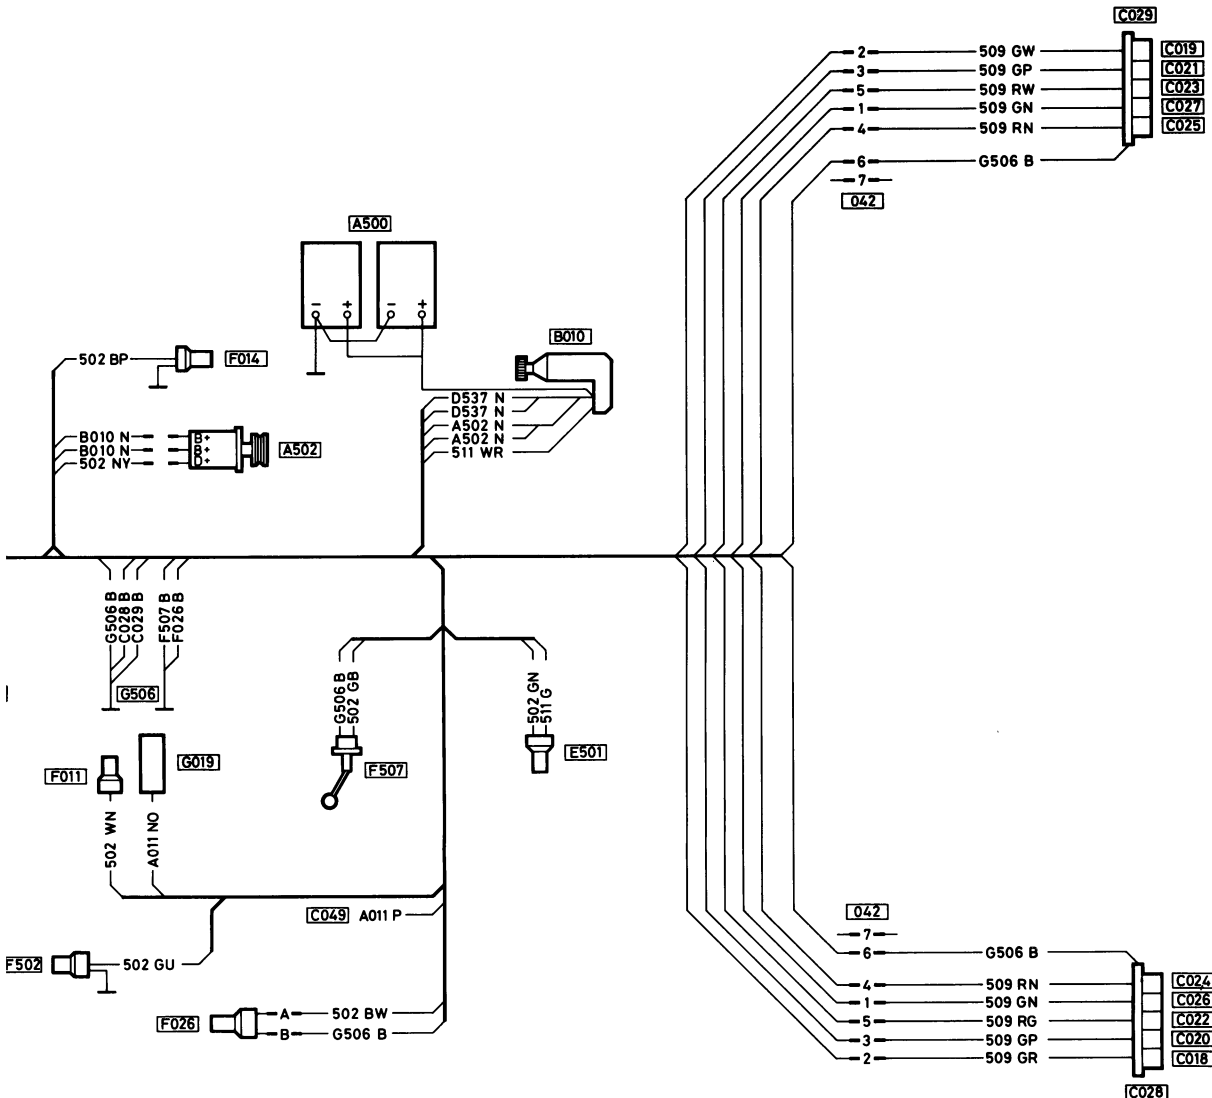 C029
2 509 GW C019
3 509 GP C021
5 509 RW C023
1 509 GN C027
4 509 RN C025
6 G506 B
7
042
A500
- + - +
B010
502 BP F014
D537 N
D537 N
A502 N
A502 N
511 WR
B010 N B+
B010 N B+
502 NY D+
A502
G506 B
C028 B
C029 B
F507 B
F026 B
G506
G506 B
502 GB
502 GN
511 G
F011
G019
F507
E501
502 WN
A011 NO
C049 A011 P
F502 502 GU
F026
A 502 BW
B G506 B
042
7
6 G506 B
4 509 RN C024
1 509 GN C026
5 509 RG C022
3 509 GP C020
2 509 GR C018
C028